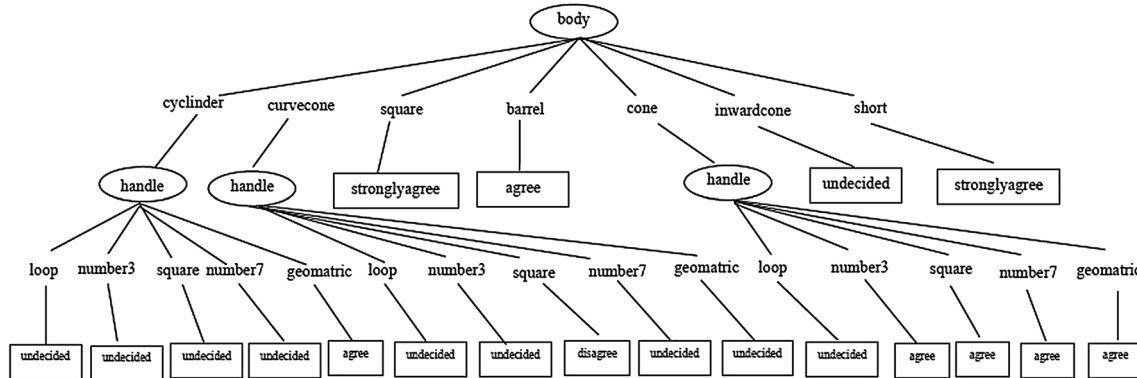 body
cyclinder curvecone square barrel cone inwardcone short
handle handle stronglyagree agree handle undecided stronglyagree
loop number3 square number7 geomatric loop number3 square number7 geomatric loop number3 square number7 geomatric
undecided undecided undecided undecided agree undecided undecided disagree undecided undecided undecided agree agree agree agree